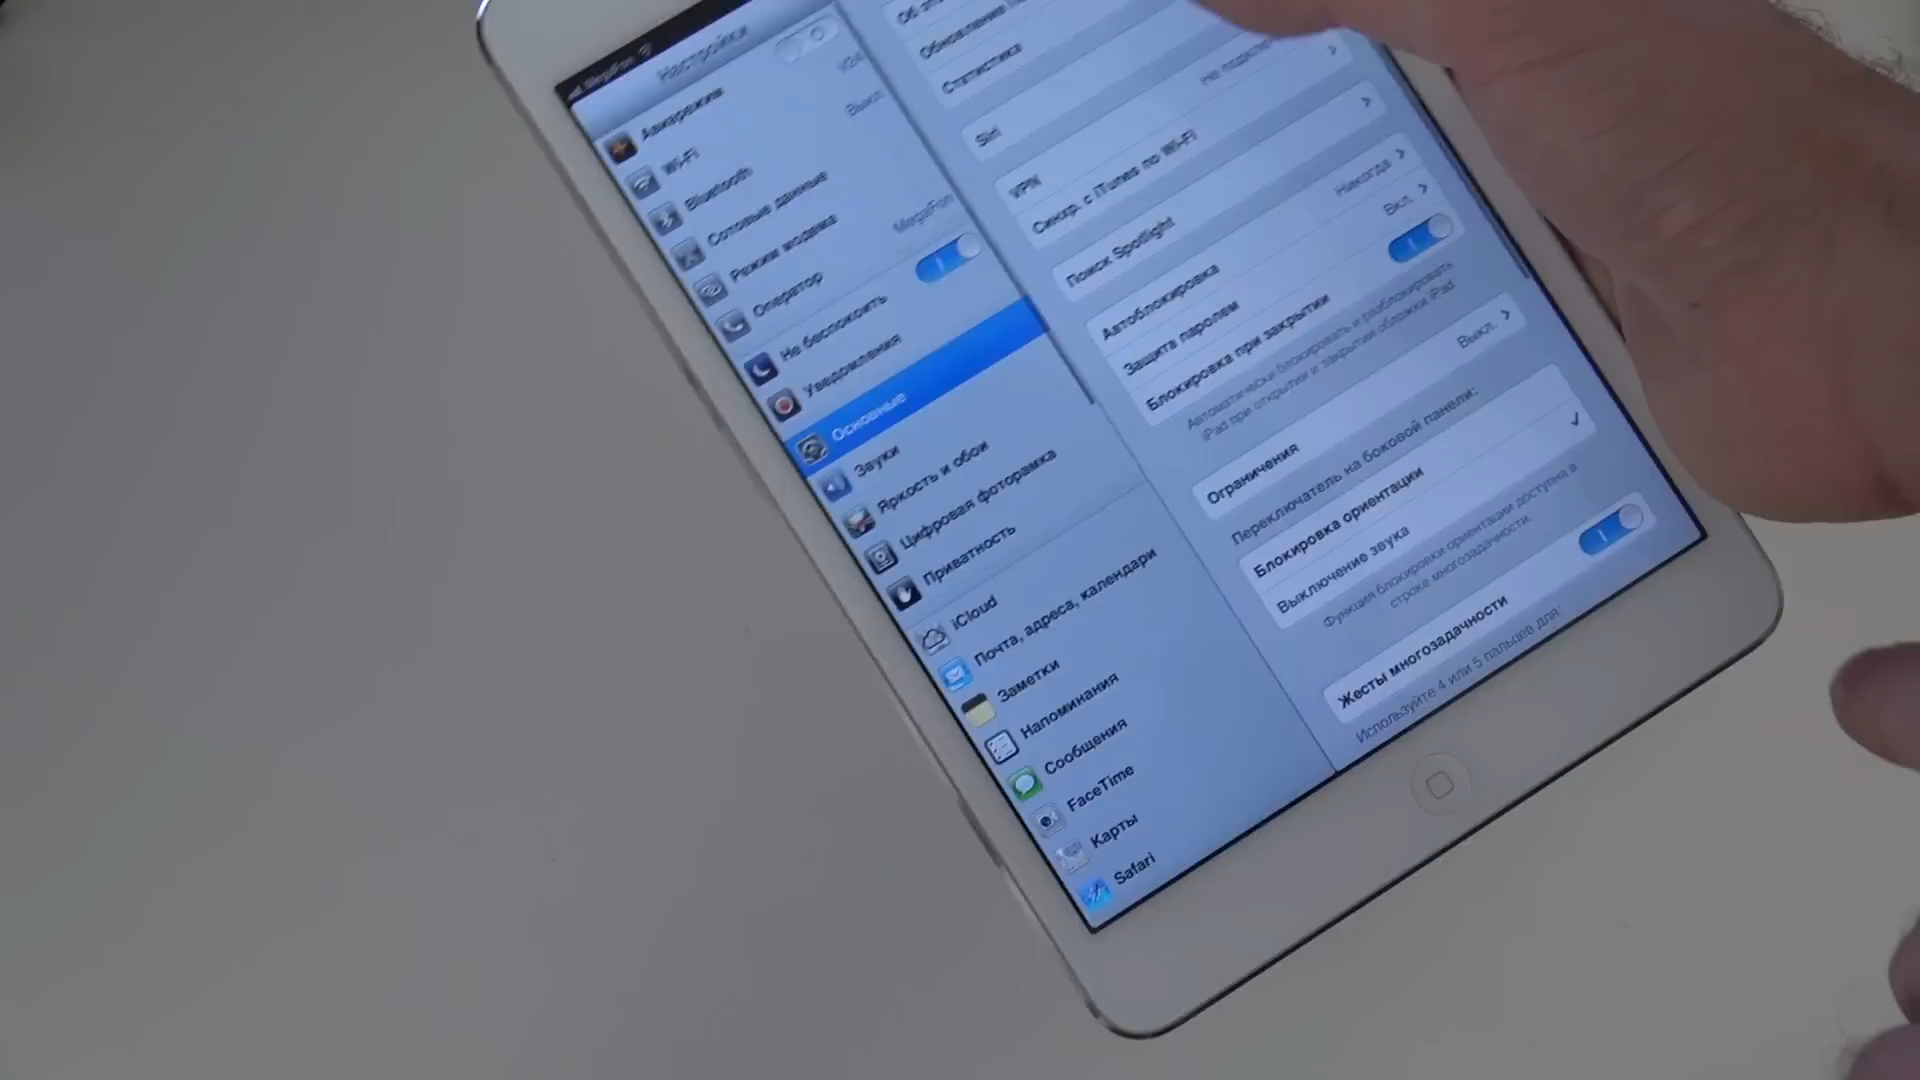 MegaFon
Настройки
Авиарежим
Wi-Fi
V24
Bluetooth
Выкл.
Сотовые данные
Режим модема
Оператор
MegaFon
Не беспокоить
Уведомления
Основные
Звуки
Яркость и обои
Цифровая фоторамка
Приватность
iCloud
Почта, адреса, календари
Заметки
Напоминания
Сообщения
FaceTime
Карты
Safari
Об
Обновление
Статистика
Siri
VPN
Не подключ
Синхр. с iTunes по Wi-Fi
Поиск Spotlight
Автоблокировка
Никогда
Защита паролем
Вкл.
Блокировка при закрытии
Автоматически блокировать и разблокировать
iPad при открытии и закрытии обложки iPad.
Ограничения
Выкл.
Переключатель на боковой панели:
Блокировка ориентации
Выключение звука
Функция блокировки ориентации доступна в
строке многозадачности.
Жесты многозадачности
Используйте 4 или 5 пальцев для: